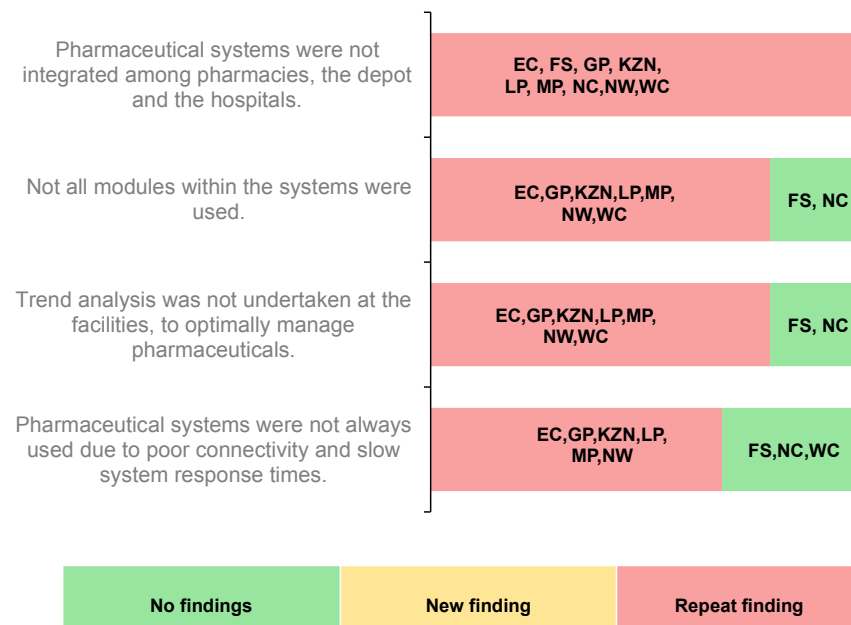 Pharmaceutical systems were not
integrated among pharmacies, the depot
and the hospitals.
EC, FS, GP, KZN,
LP, MP, NC,NW,WC
Not all modules within the systems were
used.
EC,GP,KZN,LP,MP,
NW,WC
FS, NC
Trend analysis was not undertaken at the
facilities, to optimally manage
pharmaceuticals.
EC,GP,KZN,LP,MP,
NW,WC
FS, NC
Pharmaceutical systems were not always
used due to poor connectivity and slow
system response times.
EC,GP,KZN,LP,
MP,NW
FS,NC,WC
No findings
New finding
Repeat finding